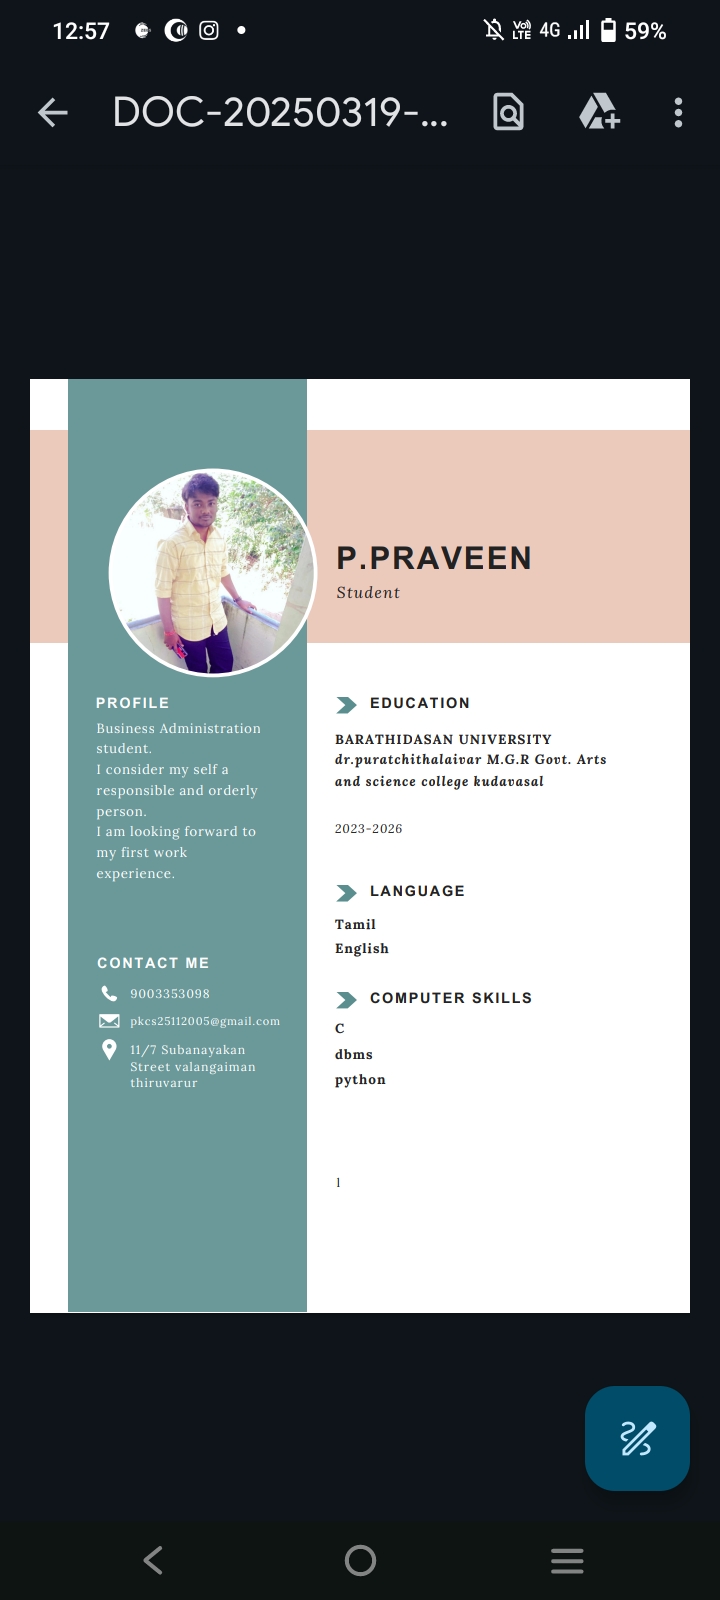 12:57
Vo))
LTE 4G 59%
DOC-20250319-...
P.PRAVEEN
Student
PROFILE
Business Administration
student.
I consider my self a
responsible and orderly
person.
I am looking forward to
my first work
experience.
CONTACT ME
9003353098
pkcs25112005@gmail.com
11/7 Subanayakan
Street valangaiman
thiruvarur
EDUCATION
BARATHIDASAN UNIVERSITY
dr.puratchithalaivar M.G.R Govt. Arts
and science college kudavasal
2023-2026
LANGUAGE
Tamil
English
COMPUTER SKILLS
C
dbms
python
l